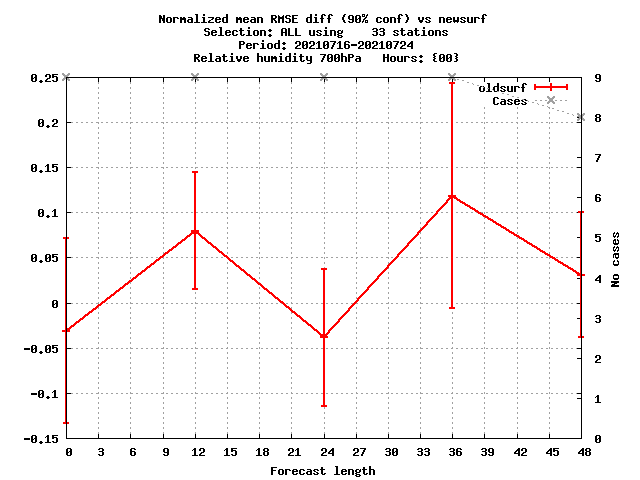 Normalized mean RMSE diff (90% conf) vs newsurf
Selection: ALL using    33 stations
Period: 20210716-20210724
Relative humidity 700hPa   Hours: {00}
oldsurf
Cases
0.25
0.2
0.15
0.1
0.05
0
-0.05
-0.1
-0.15
9
8
7
6
5
4
3
2
1
0
No cases
0 3 6 9 12 15 18 21 24 27 30 33 36 39 42 45 48
Forecast length